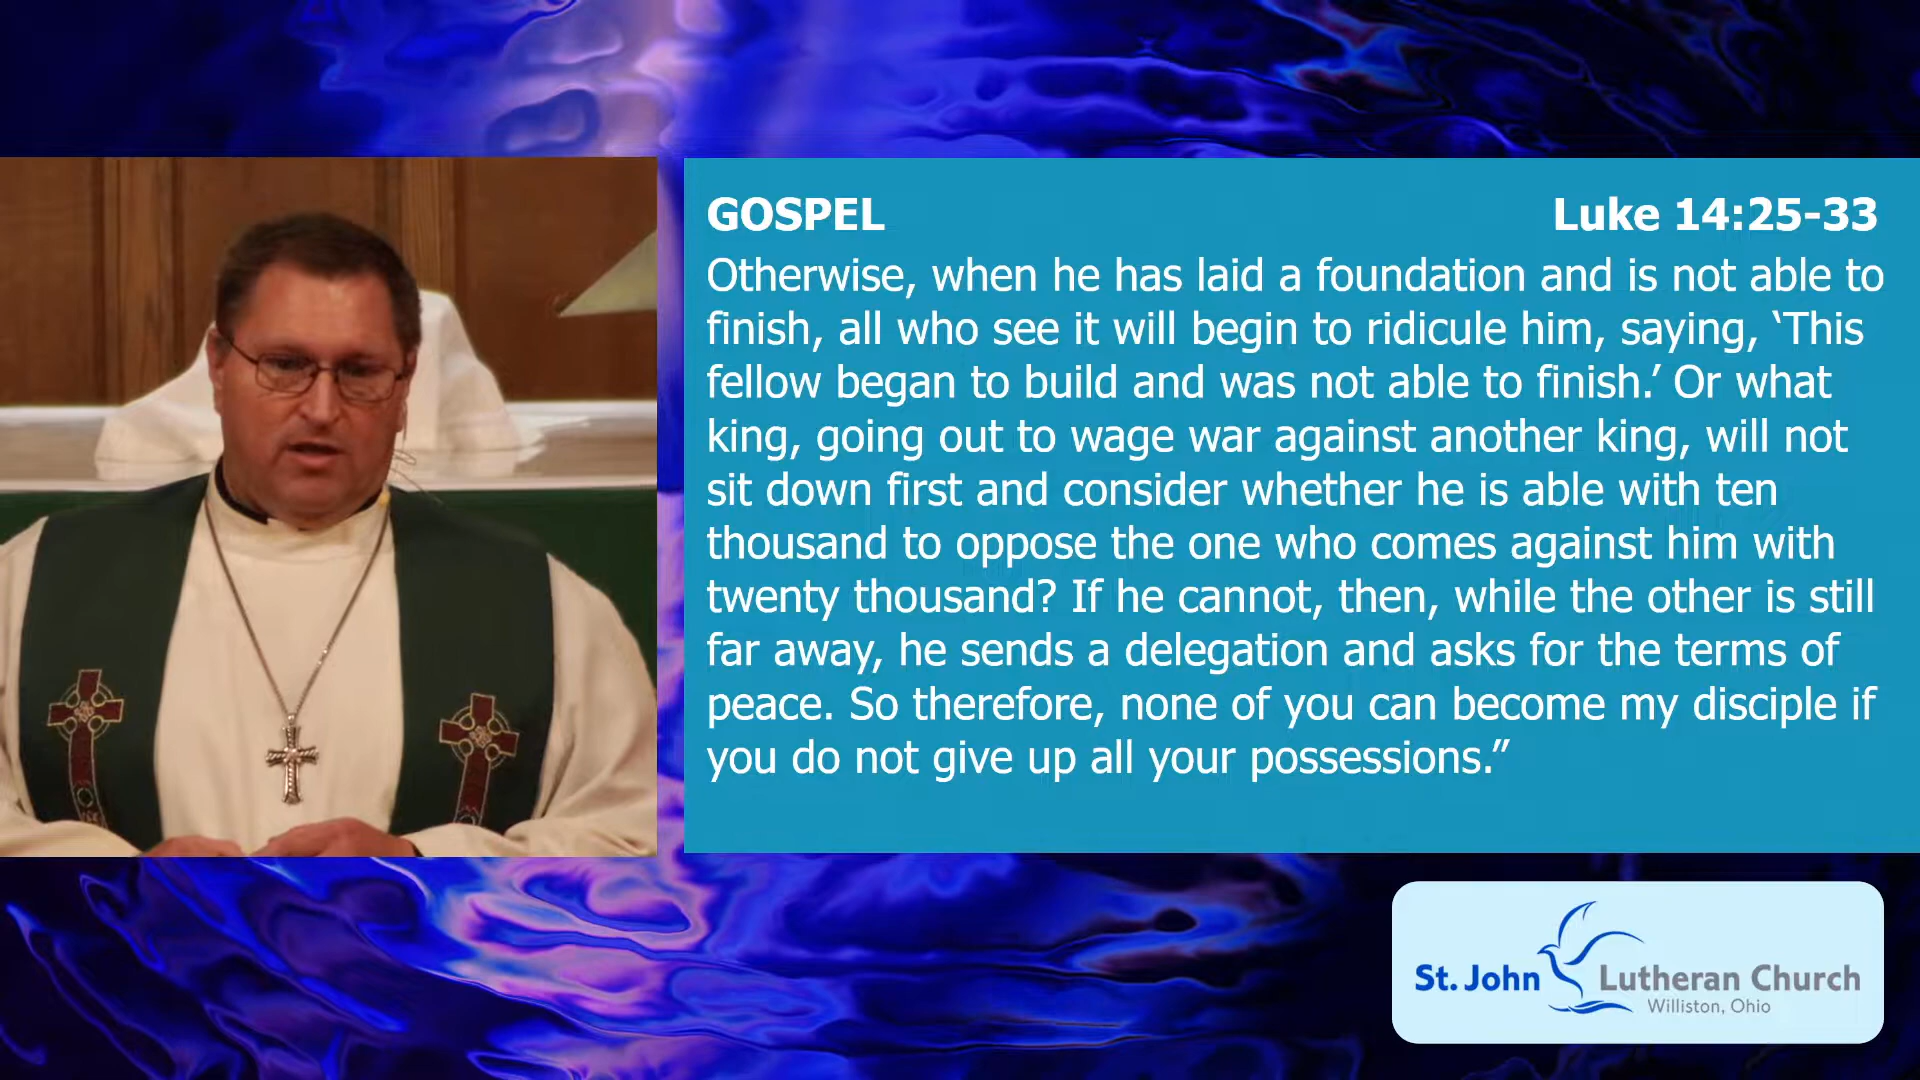 GOSPEL Luke 14:25-33
Otherwise, when he has laid a foundation and is not able to
finish, all who see it will begin to ridicule him, saying, ‘This
fellow began to build and was not able to finish.’ Or what
king, going out to wage war against another king, will not
sit down first and consider whether he is able with ten
thousand to oppose the one who comes against him with
twenty thousand? If he cannot, then, while the other is still
far away, he sends a delegation and asks for the terms of
peace. So therefore, none of you can become my disciple if
you do not give up all your possessions.”
St. John Lutheran Church
Williston, Ohio